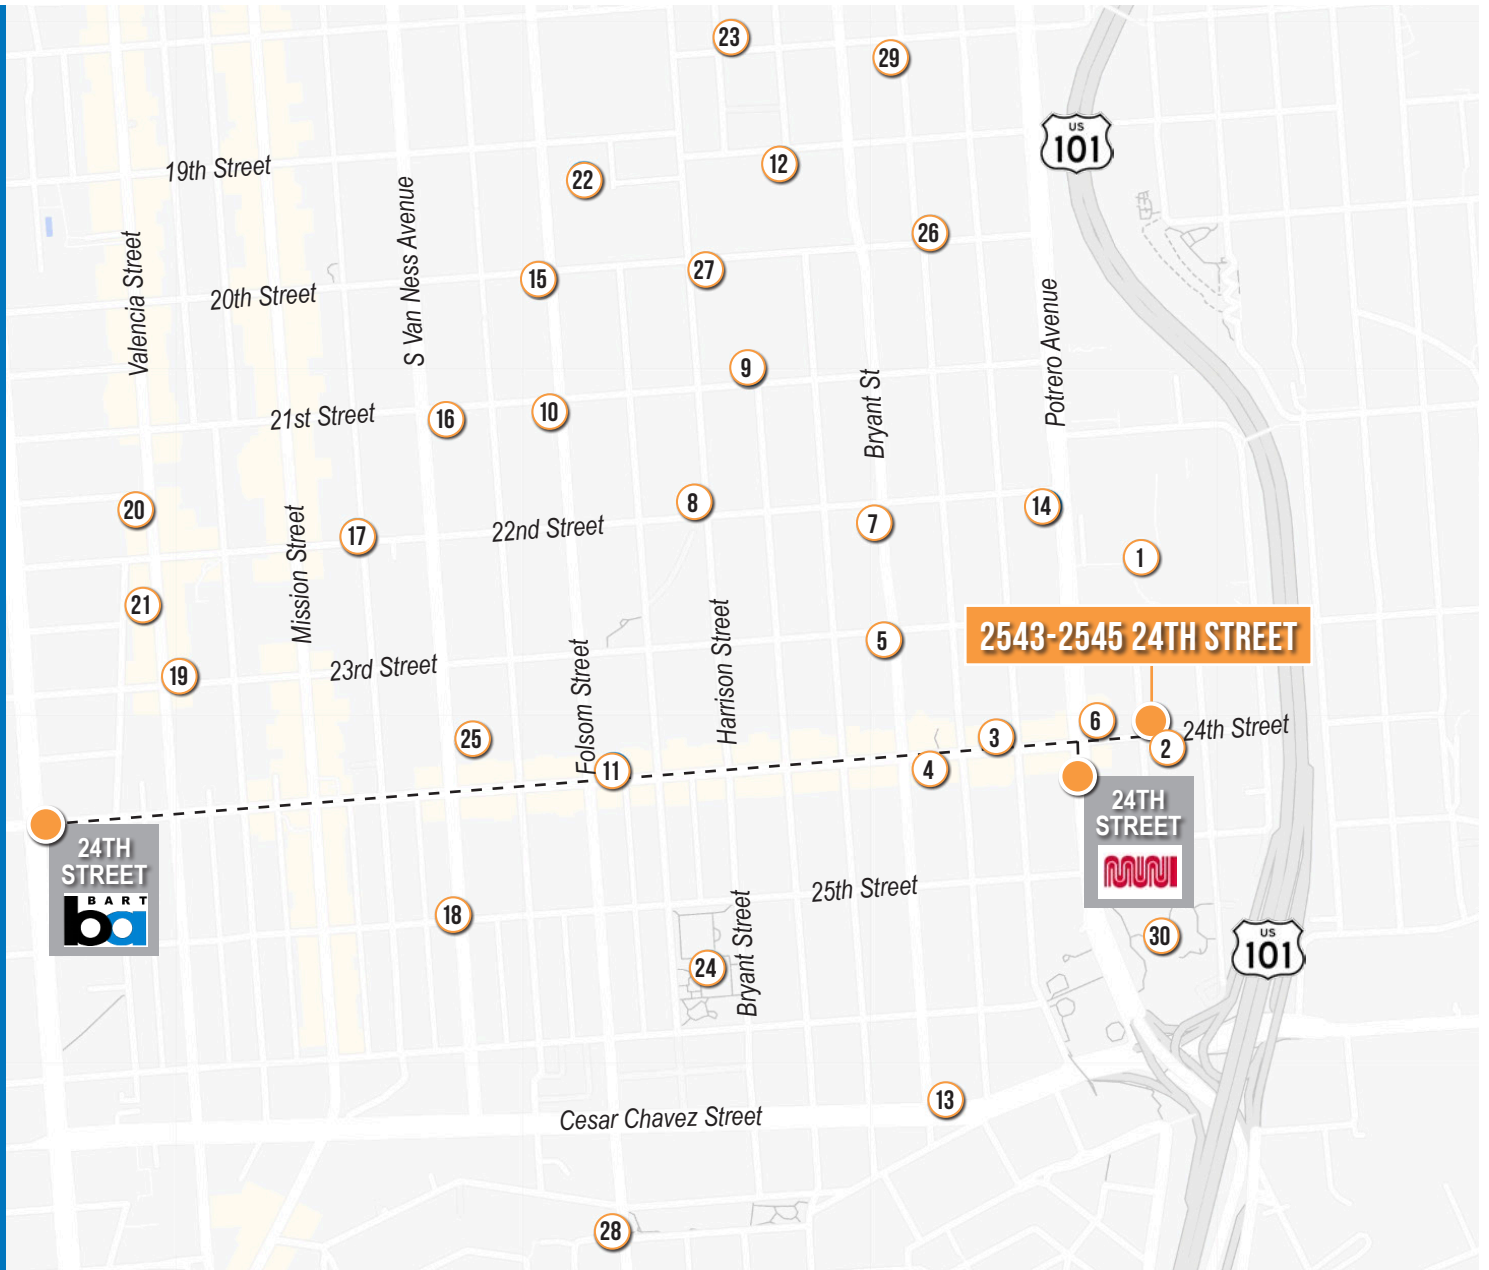 23
29
US
101
19th Street
22
12
S Van Ness Avenue
26
Valencia Street
27
15
20th Street
Potrero Avenue
9
Bryant St
10
16
21st Street
8
14
20
7
22nd Street
17
Mission Street
1
21
2543-2545 24TH STREET
5
Harrison Street
Folsom Street
23rd Street
19
6
24th Street
25
3
2
11
4
24TH
STREET
MUNI
24TH
STREET
BART
ba
25th Street
18
Bryant Street
30
US
101
24
13
Cesar Chavez Street
28